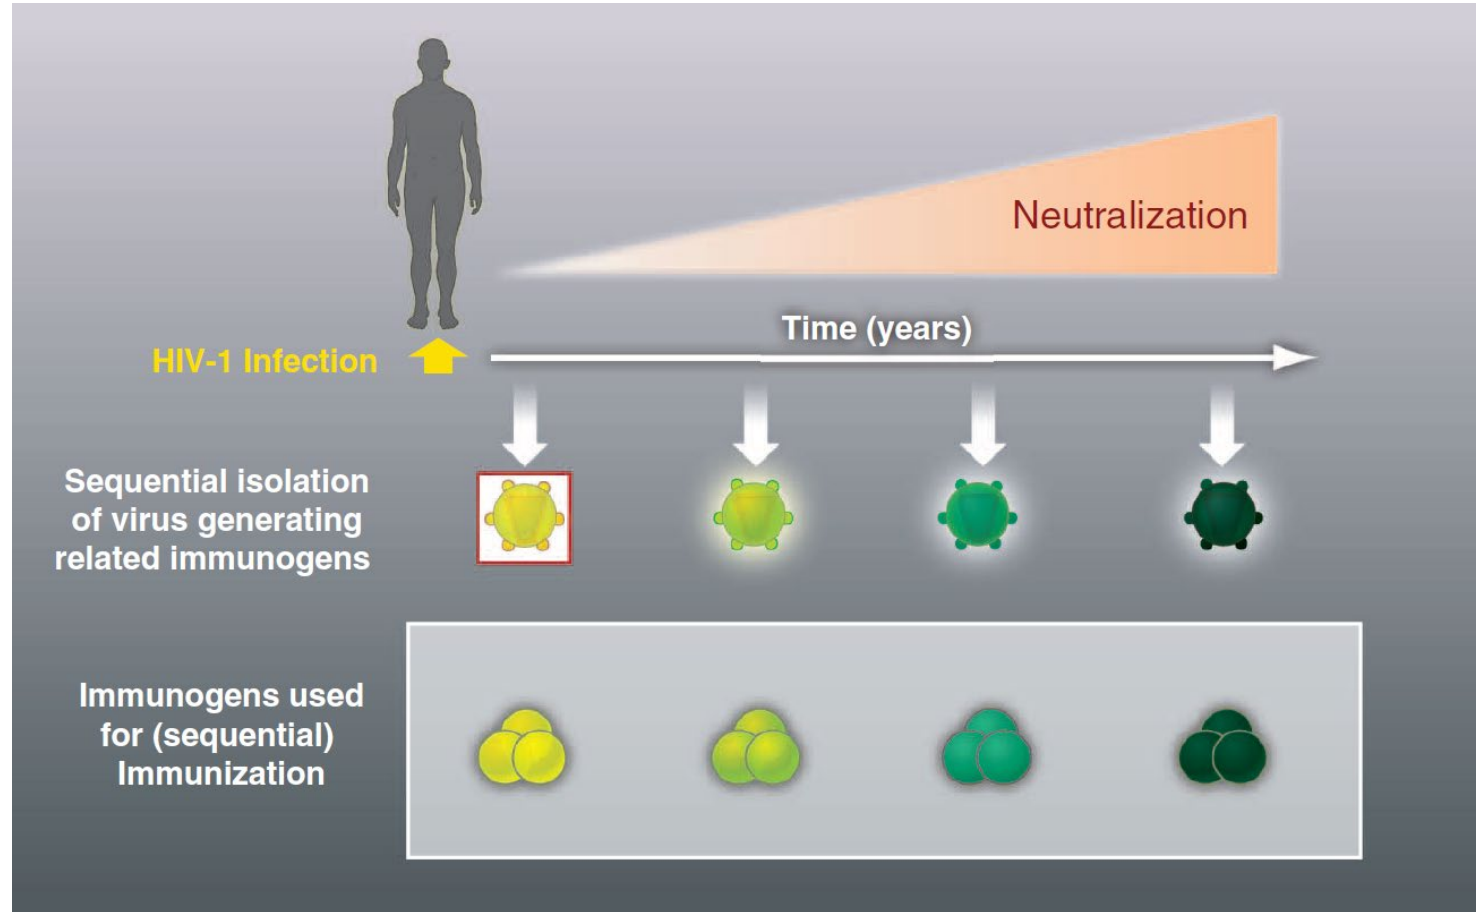 Neutralization
Time (years)
HIV-1 Infection
Sequential isolation
of virus generating
related immunogens
Immunogens used
for (sequential)
Immunization